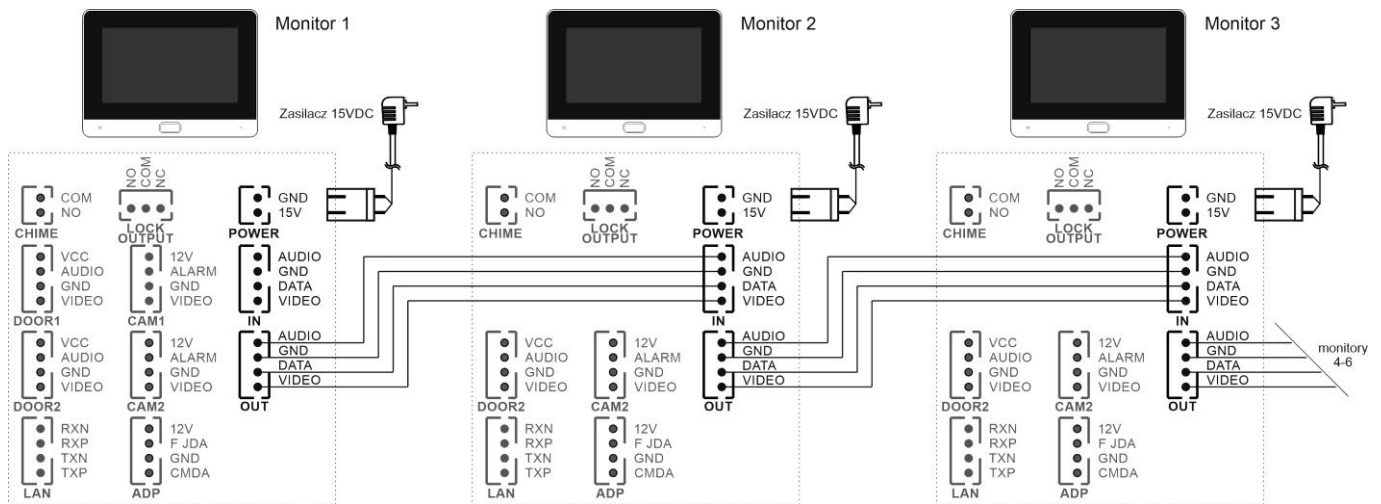 Monitor 1
Zasilacz 15VDC
NO
COM
NC
COM
NO
CHIME
LOCK
OUTPUT
GND
15V
POWER
VCC
AUDIO
GND
VIDEO
DOOR1
12V
ALARM
GND
VIDEO
CAM1
AUDIO
GND
DATA
VIDEO
IN
VCC
AUDIO
GND
VIDEO
DOOR2
12V
ALARM
GND
VIDEO
CAM2
AUDIO
GND
DATA
VIDEO
OUT
RXN
RXP
TXN
TXP
LAN
12V
F JDA
GND
CMDA
ADP
Monitor 2
Zasilacz 15VDC
NO
COM
NC
COM
NO
CHIME
LOCK
OUTPUT
GND
15V
POWER
AUDIO
GND
DATA
VIDEO
IN
VCC
AUDIO
GND
VIDEO
DOOR2
12V
ALARM
GND
VIDEO
CAM2
AUDIO
GND
DATA
VIDEO
OUT
RXN
RXP
TXN
TXP
LAN
12V
F JDA
GND
CMDA
ADP
Monitor 3
Zasilacz 15VDC
NO
COM
NC
COM
NO
CHIME
LOCK
OUTPUT
GND
15V
POWER
AUDIO
GND
DATA
VIDEO
IN
VCC
AUDIO
GND
VIDEO
DOOR2
12V
ALARM
GND
VIDEO
CAM2
AUDIO
GND
DATA
VIDEO
OUT
monitory
4-6
RXN
RXP
TXN
TXP
LAN
12V
F JDA
GND
CMDA
ADP